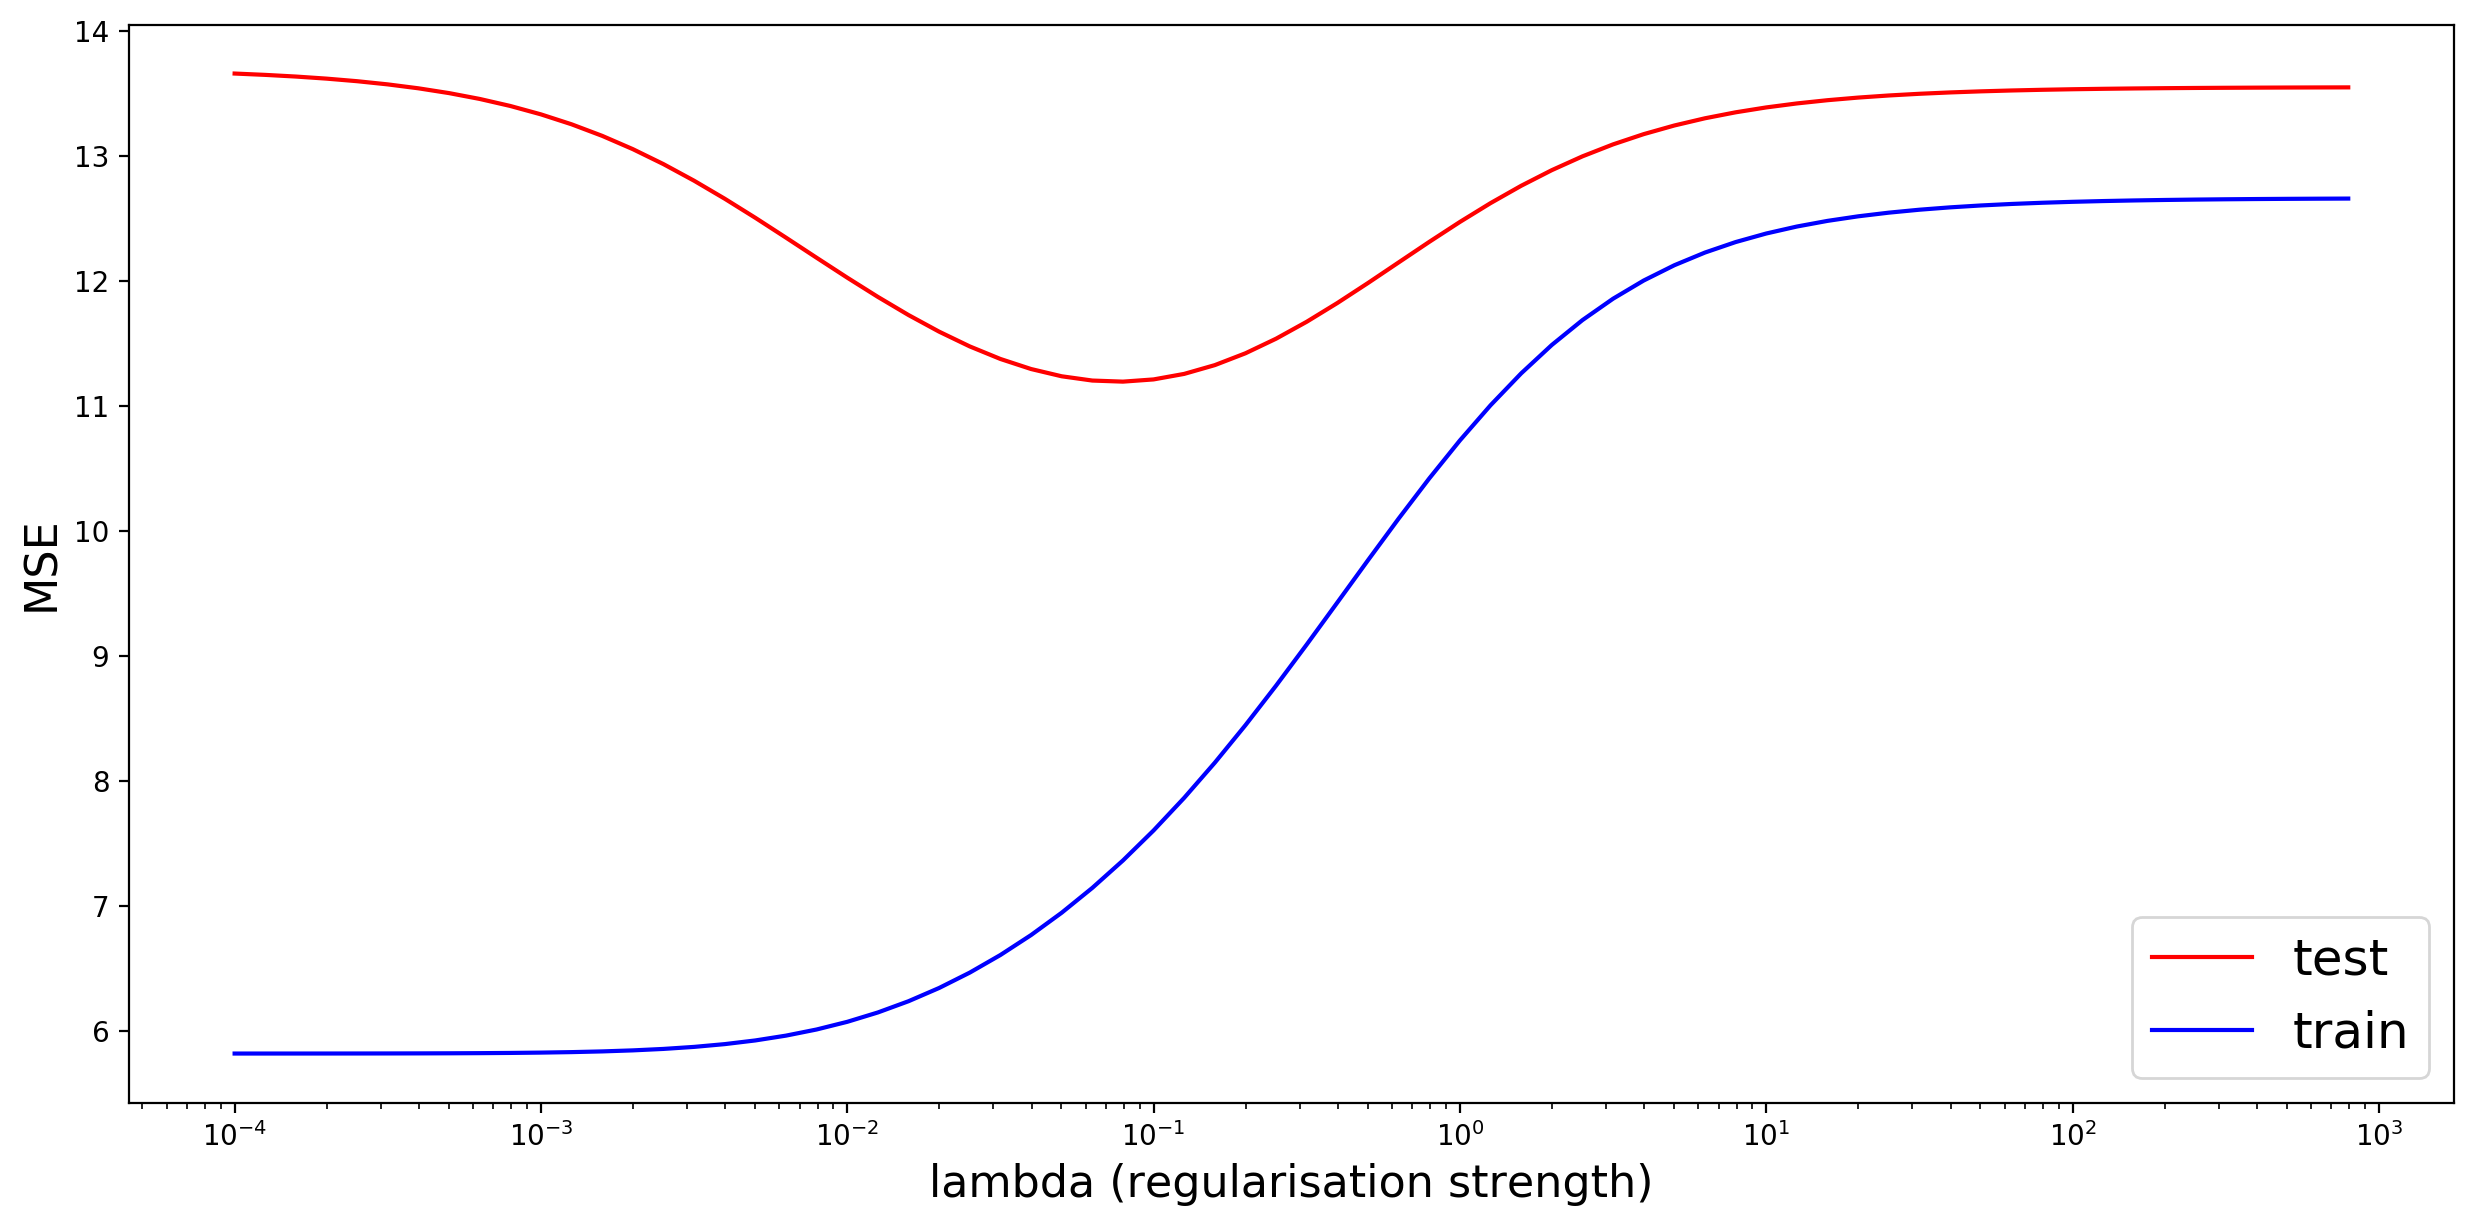 14
13
12
11
10
9
8
7
6
MSE
10⁻⁴ 10⁻³ 10⁻² 10⁻¹ 10⁰ 10¹ 10² 10³
lambda (regularisation strength)
test
train